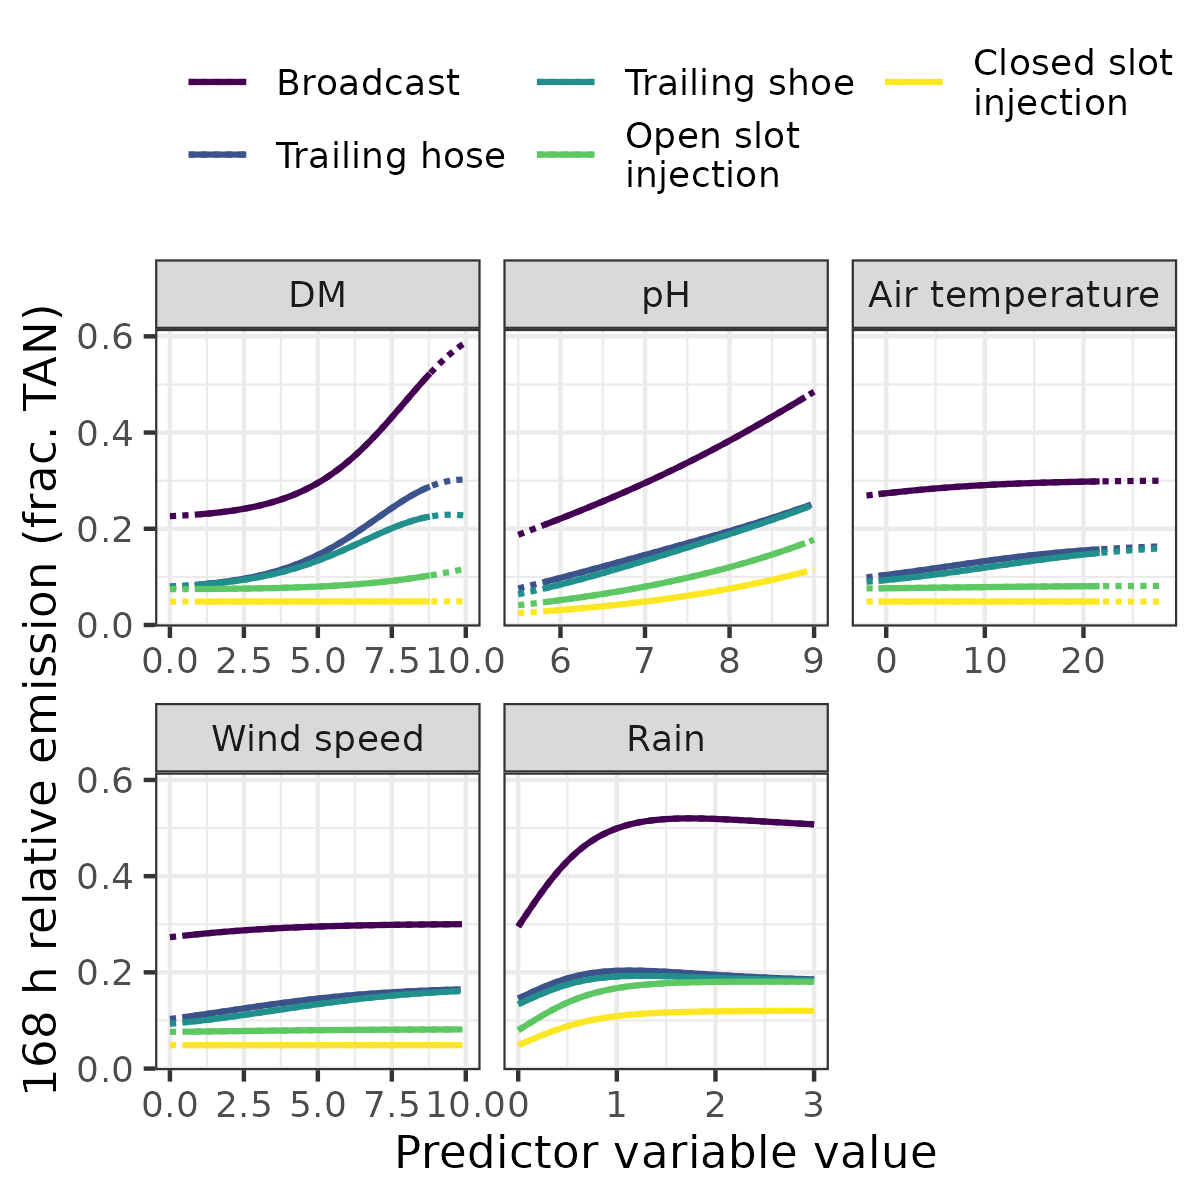 Broadcast
Trailing shoe
Closed slot
injection
Trailing hose
Open slot
injection
168 h relative emission (frac. TAN)
DM
pH
Air temperature
0.6
0.4
0.2
0.0
0.0 2.5 5.0 7.5 10.0
6 7 8 9
0 10 20
Wind speed
Rain
0.6
0.4
0.2
0.0
0.0 2.5 5.0 7.5 10.0
0 1 2 3
Predictor variable value